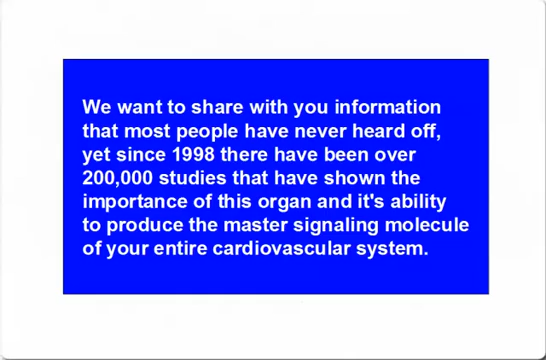 We want to share with you information
that most people have never heard off,
yet since 1998 there have been over
200,000 studies that have shown the
importance of this organ and it's ability
to produce the master signaling molecule
of your entire cardiovascular system.